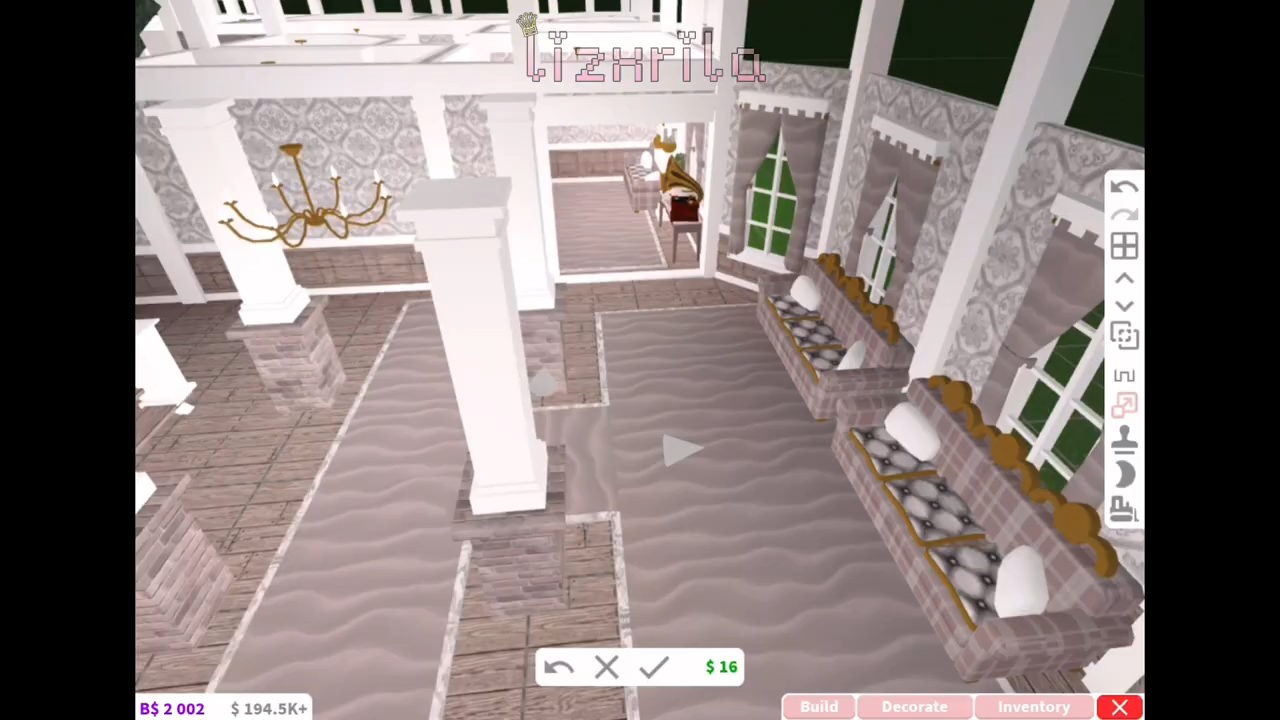 lizxrila
$ 16
B$ 2 002
$ 194.5K+
Build
Decorate
Inventory